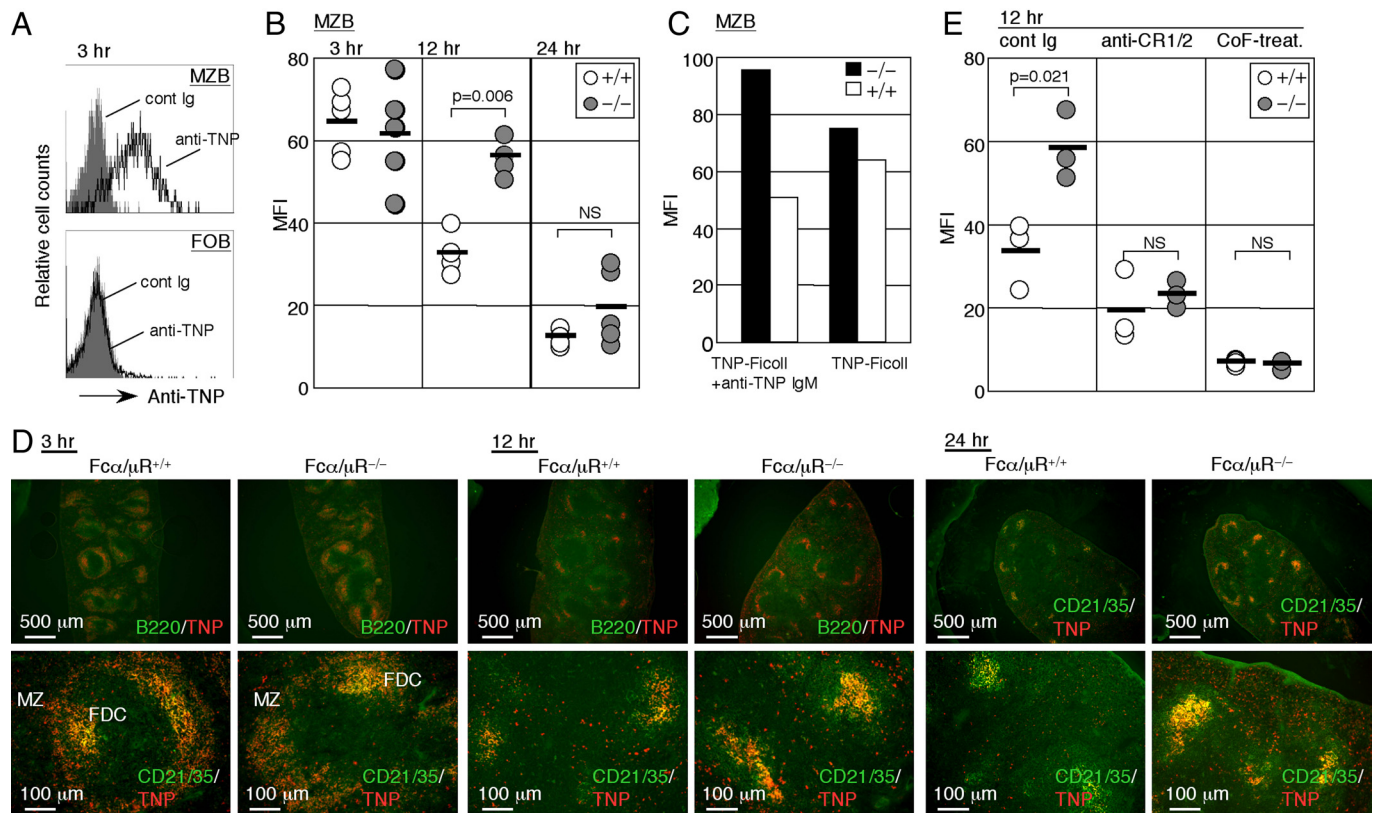 A
3 hr
MZB
cont Ig
anti-TNP
FOB
cont Ig
anti-TNP
Relative cell counts
Anti-TNP
B
MZB
3 hr
12 hr
24 hr
80
60
40
20
0
MFI
p=0.006
NS
+/+
−/−
C
MZB
100
80
60
40
20
0
MFI
−/−
+/+
TNP-Ficoll
+anti-TNP IgM
TNP-Ficoll
E
12 hr
cont Ig
anti-CR1/2
CoF-treat.
80
60
40
20
0
MFI
p=0.021
NS
NS
+/+
−/−
D
3 hr
12 hr
24 hr
Fcα/μR+/+
Fcα/μR−/−
Fcα/μR+/+
Fcα/μR−/−
Fcα/μR+/+
Fcα/μR−/−
500 μm
B220/TNP
500 μm
B220/TNP
500 μm
B220/TNP
500 μm
B220/TNP
500 μm
CD21/35/
TNP
500 μm
CD21/35/
TNP
MZ
FDC
100 μm
CD21/35/
TNP
MZ
FDC
100 μm
CD21/35/
TNP
100 μm
CD21/35/
TNP
100 μm
CD21/35/
TNP
100 μm
CD21/35/
TNP
100 μm
CD21/35/
TNP